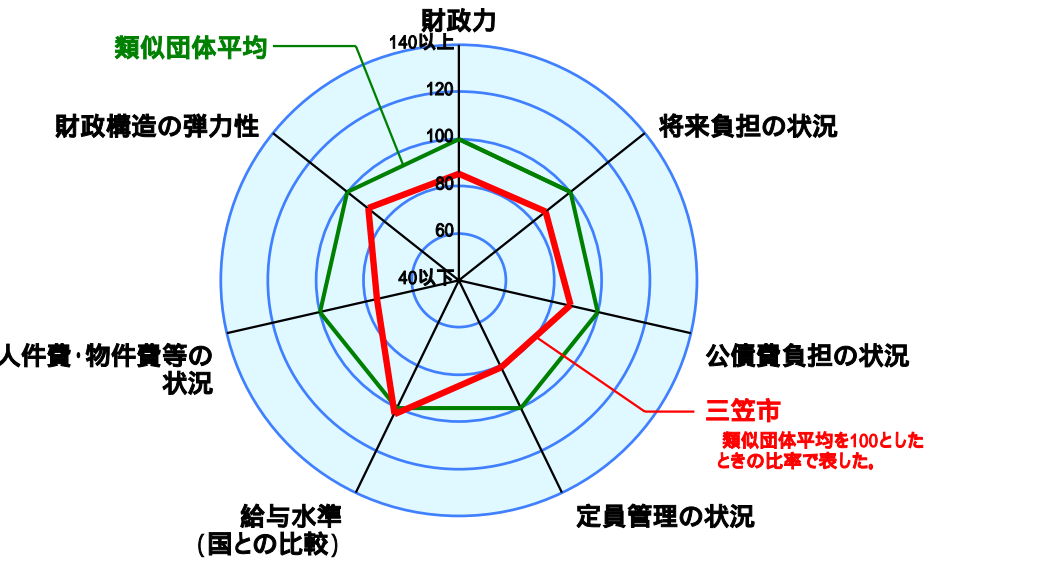 財政力
類似団体平均
140以上
120
財政構造の弾力性
将来負担の状況
100
80
60
40以下
人件費・物件費等の
状況
公債費負担の状況
三笠市
類似団体平均を100とした
ときの比率で表した。
給与水準
(国との比較)
定員管理の状況